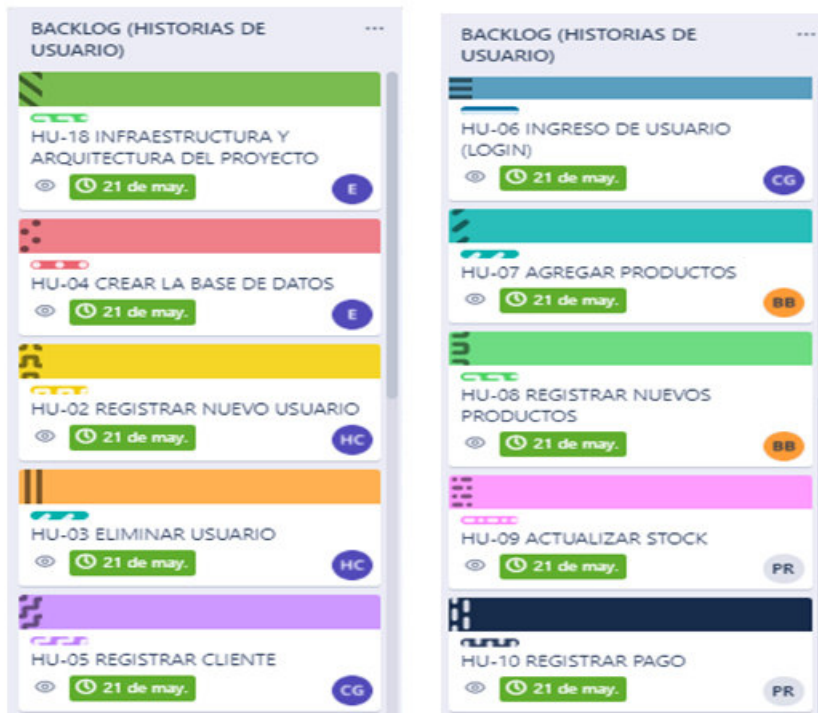 BACKLOG (HISTORIAS DE
USUARIO)
HU-18 INFRAESTRUCTURA Y
ARQUITECTURA DEL PROYECTO
21 de may.
E
HU-04 CREAR LA BASE DE DATOS
21 de may.
E
HU-02 REGISTRAR NUEVO USUARIO
21 de may.
HC
HU-03 ELIMINAR USUARIO
21 de may.
HC
HU-05 REGISTRAR CLIENTE
21 de may.
CG
BACKLOG (HISTORIAS DE
USUARIO)
HU-06 INGRESO DE USUARIO
(LOGIN)
21 de may.
CG
HU-07 AGREGAR PRODUCTOS
21 de may.
BB
HU-08 REGISTRAR NUEVOS
PRODUCTOS
21 de may.
BB
HU-09 ACTUALIZAR STOCK
21 de may.
PR
HU-10 REGISTRAR PAGO
21 de may.
PR